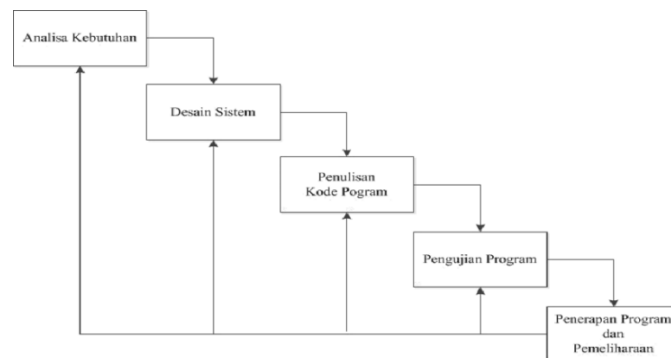 Analisa Kebutuhan
Desain Sistem
Penulisan
Kode Pogram
Pengujian Program
Penerapan Program
dan
Pemeliharaan